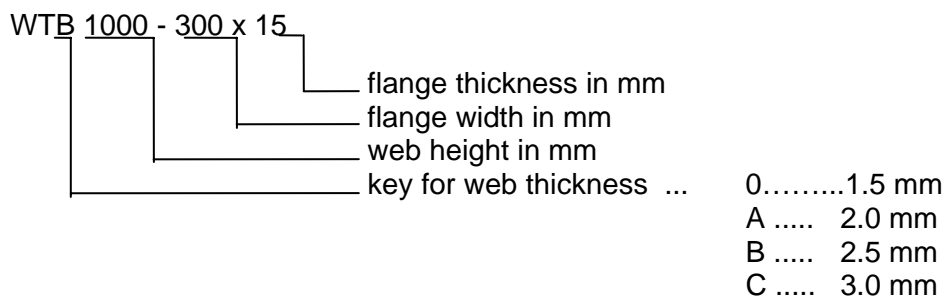 WTB 1000 - 300 x 15
flange thickness in mm
flange width in mm
web height in mm
key for web thickness ... 0……...1.5 mm
A ..... 2.0 mm
B ..... 2.5 mm
C ..... 3.0 mm